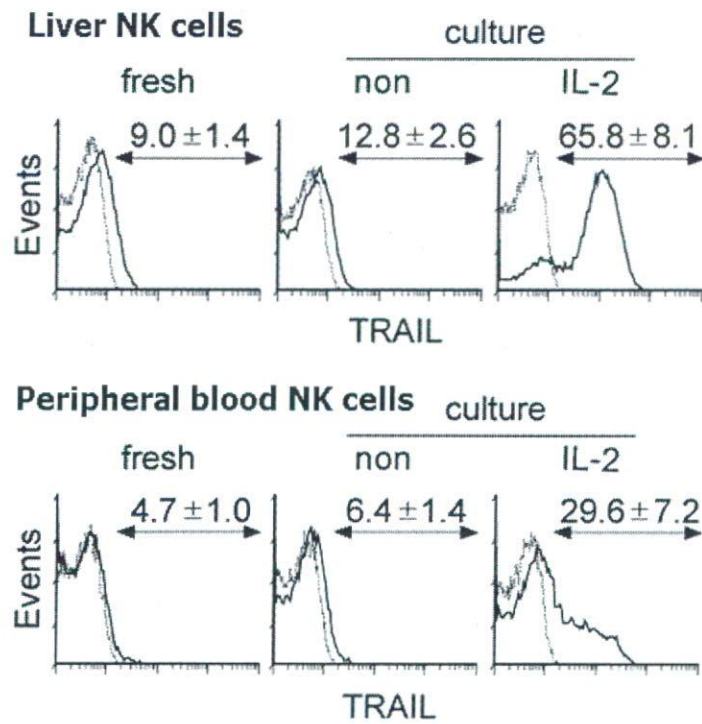 Liver NK cells
culture
fresh non IL-2
9.0 ± 1.4 12.8 ± 2.6 65.8 ± 8.1
Events
TRAIL
Peripheral blood NK cells
culture
fresh non IL-2
4.7 ± 1.0 6.4 ± 1.4 29.6 ± 7.2
Events
TRAIL